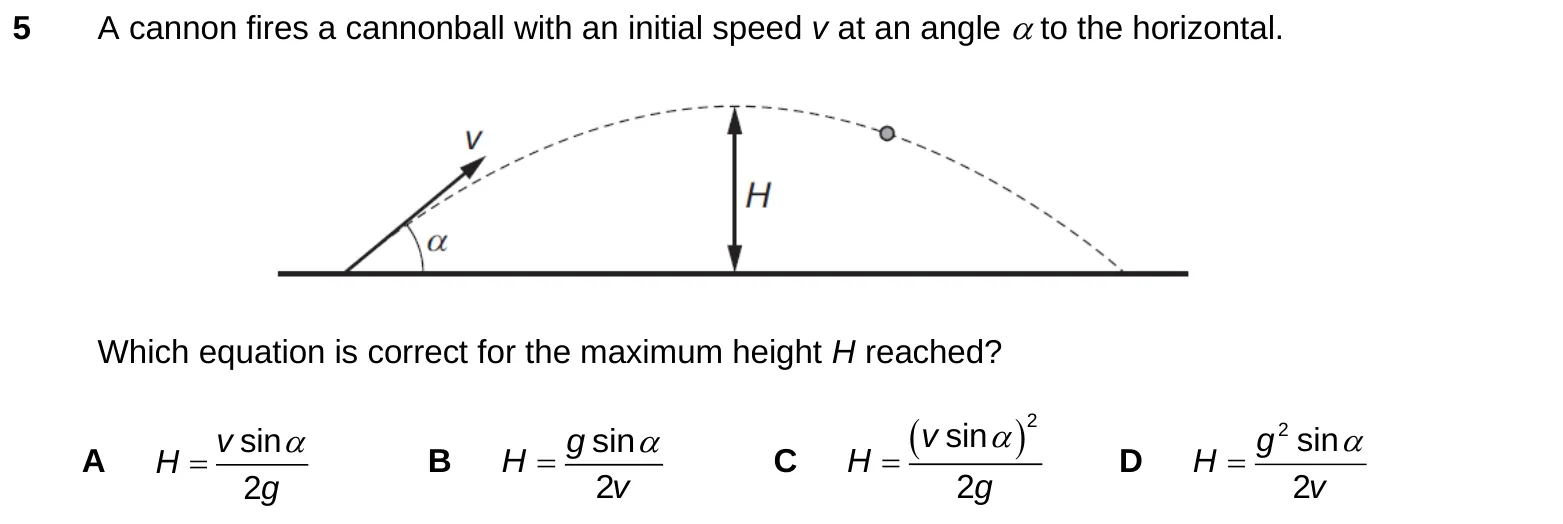 5 A cannon fires a cannonball with an initial speed v at an angle α to the horizontal.
v
H
α
Which equation is correct for the maximum height H reached?
A H = v sin α / 2g B H = g sin α / 2v C H = (v sin α)² / 2g D H = g² sin α / 2v